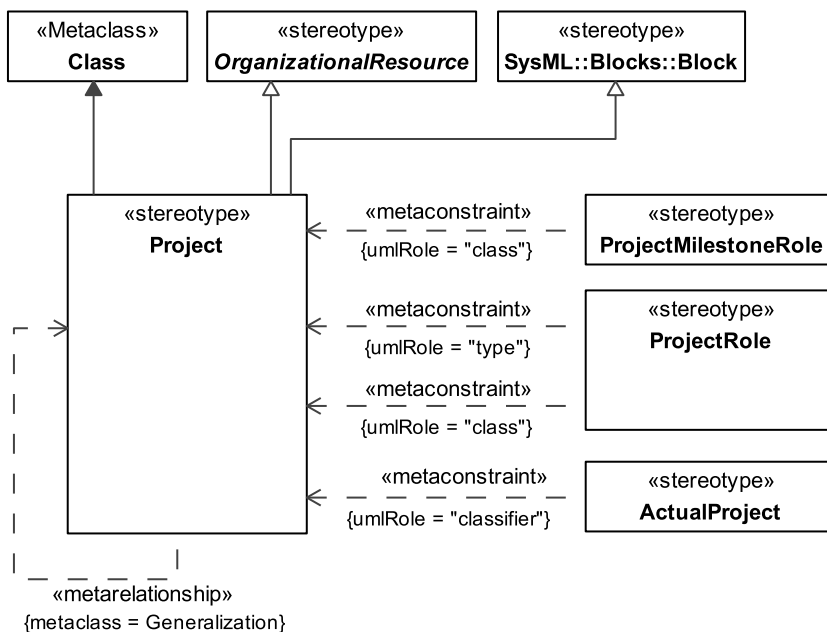 «Metaclass»
Class
«stereotype»
OrganizationalResource
«stereotype»
SysML::Blocks::Block
«stereotype»
Project
«metaconstraint»
{umlRole = "class"}
«stereotype»
ProjectMilestoneRole
«metaconstraint»
{umlRole = "type"}
«stereotype»
ProjectRole
«metaconstraint»
{umlRole = "class"}
«metaconstraint»
{umlRole = "classifier"}
«stereotype»
ActualProject
«metarelationship»
{metaclass = Generalization}